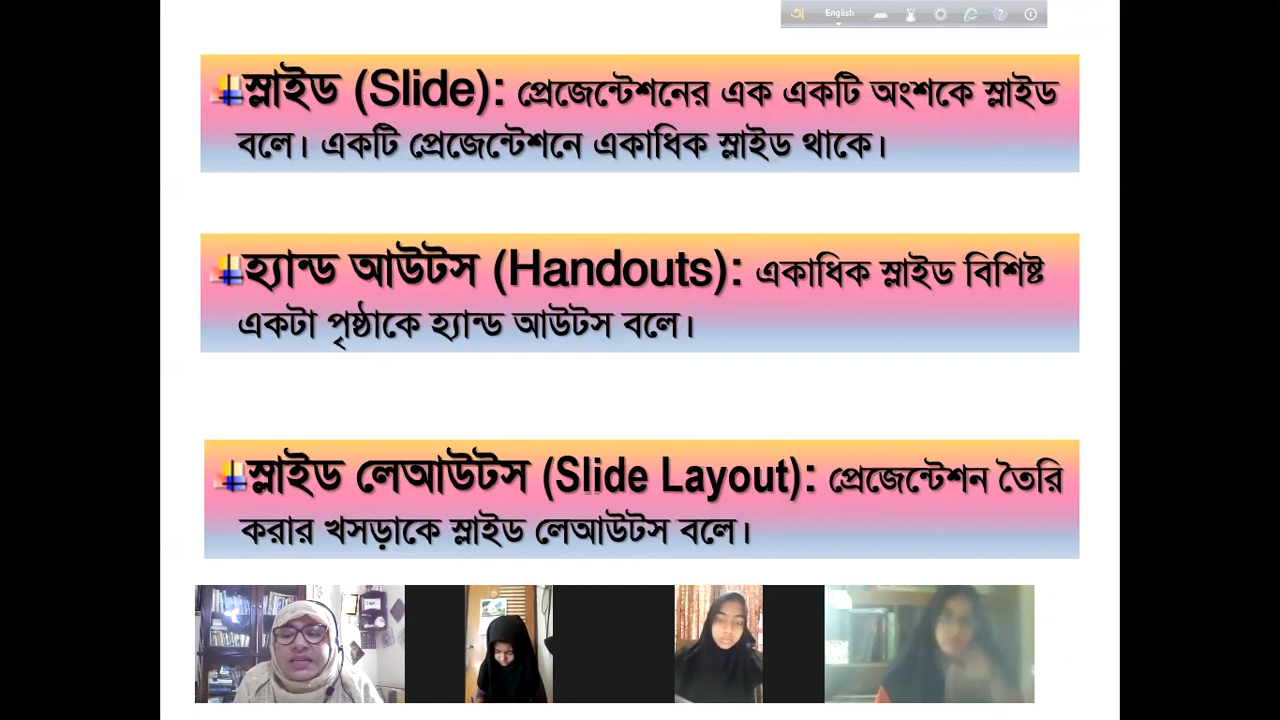 অ English
স্লাইড (Slide): প্রেজেন্টেশনের এক একটি অংশকে স্লাইড
বলে। একটি প্রেজেন্টেশনে একাধিক স্লাইড থাকে।
হ্যান্ড আউটস (Handouts): একাধিক স্লাইড বিশিষ্ট
একটা পৃষ্ঠাকে হ্যান্ড আউটস বলে।
স্লাইড লেআউটস (Slide Layout): প্রেজেন্টেশন তৈরি
করার খসড়াকে স্লাইড লেআউটস বলে।